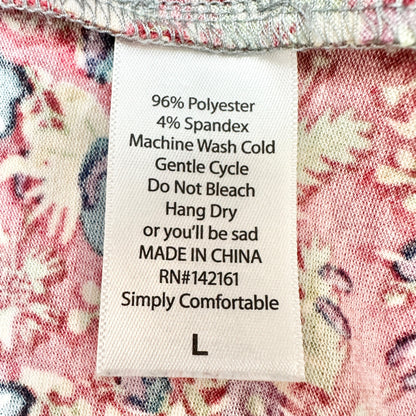 96% Polyester
4% Spandex
Machine Wash Cold
Gentle Cycle
Do Not Bleach
Hang Dry
or you'll be sad
MADE IN CHINA
RN#142161
Simply Comfortable
L